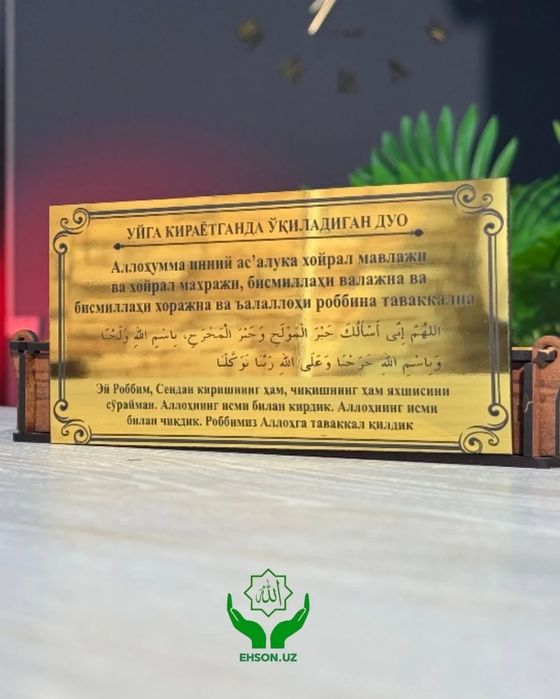 УЙГА КИРАЁТГАНДА ЎҚИЛАДИГАН ДУО
Аллоҳумма инний ас’алука хойрал мавлажи
ва хойрал махражи, бисмиллаҳи валажна ва
бисмиллаҳи хоражна ва ъалаллоҳи роббина таваккална
اللهُمَّ إِنِّى أَسْأَلُكَ خَيْرَ الْمَوْلَجِ وَخَيْرَ الْمَخْرَجِ، بِاسْمِ اللهِ وَلَجْنَا
وَبِاسْمِ اللهِ خَرَجْنَا وَعَلَى الله رَبِّنَا تَوَكَّلْنَا
Эй Роббим, Сендан киришнинг ҳам, чиқишнинг ҳам яхшисини
сўрайман. Аллоҳнинг исми билан кирдик. Аллоҳнинг исми
билан чиқдик. Роббимиз Аллоҳга таваккал қилдик
الله
EHSON.UZ